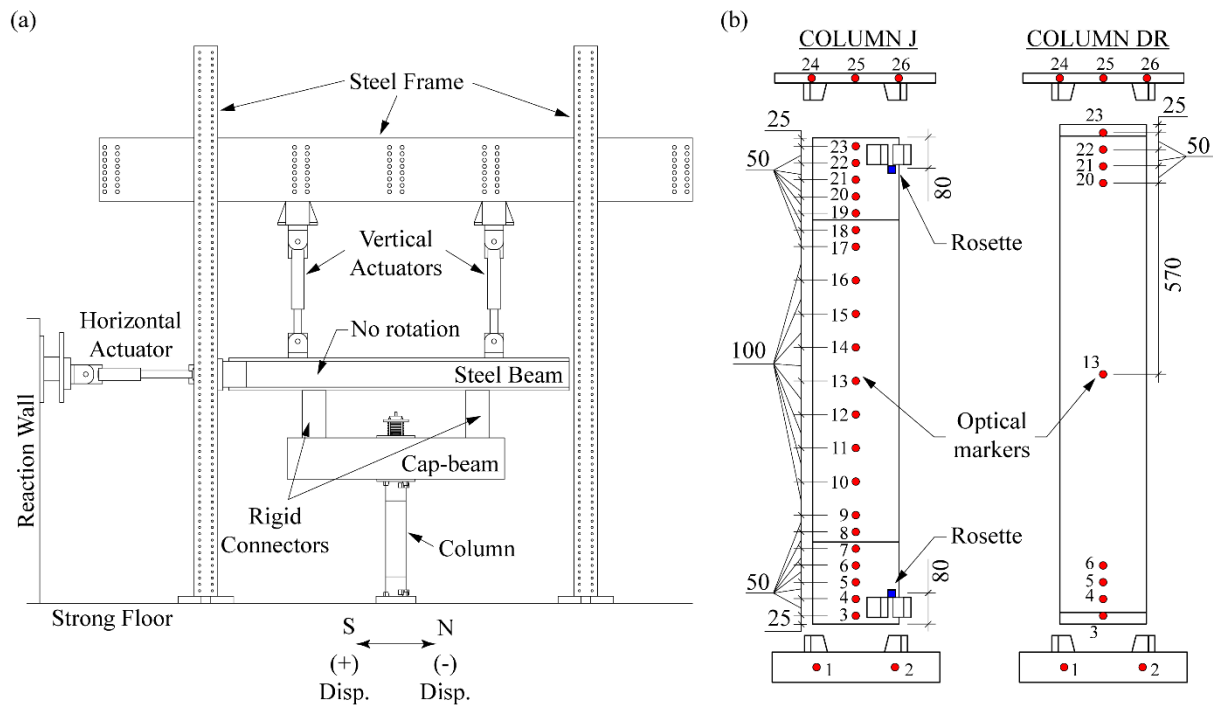 (a)
Steel Frame
Vertical
Actuators
Horizontal
Actuator
No rotation
Steel Beam
Reaction Wall
Cap-beam
Rigid
Connectors
Column
Strong Floor
S
N
(+)
(-)
Disp.
Disp.
(b)
COLUMN J
24
25
26
25
50
23
22
21
20
19
18
17
16
15
14
13
12
11
10
9
8
7
6
5
4
3
100
50
25
80
Rosette
Optical
markers
Rosette
80
1
2
COLUMN DR
24
25
26
25
23
22
21
20
50
570
13
6
5
4
3
1
2